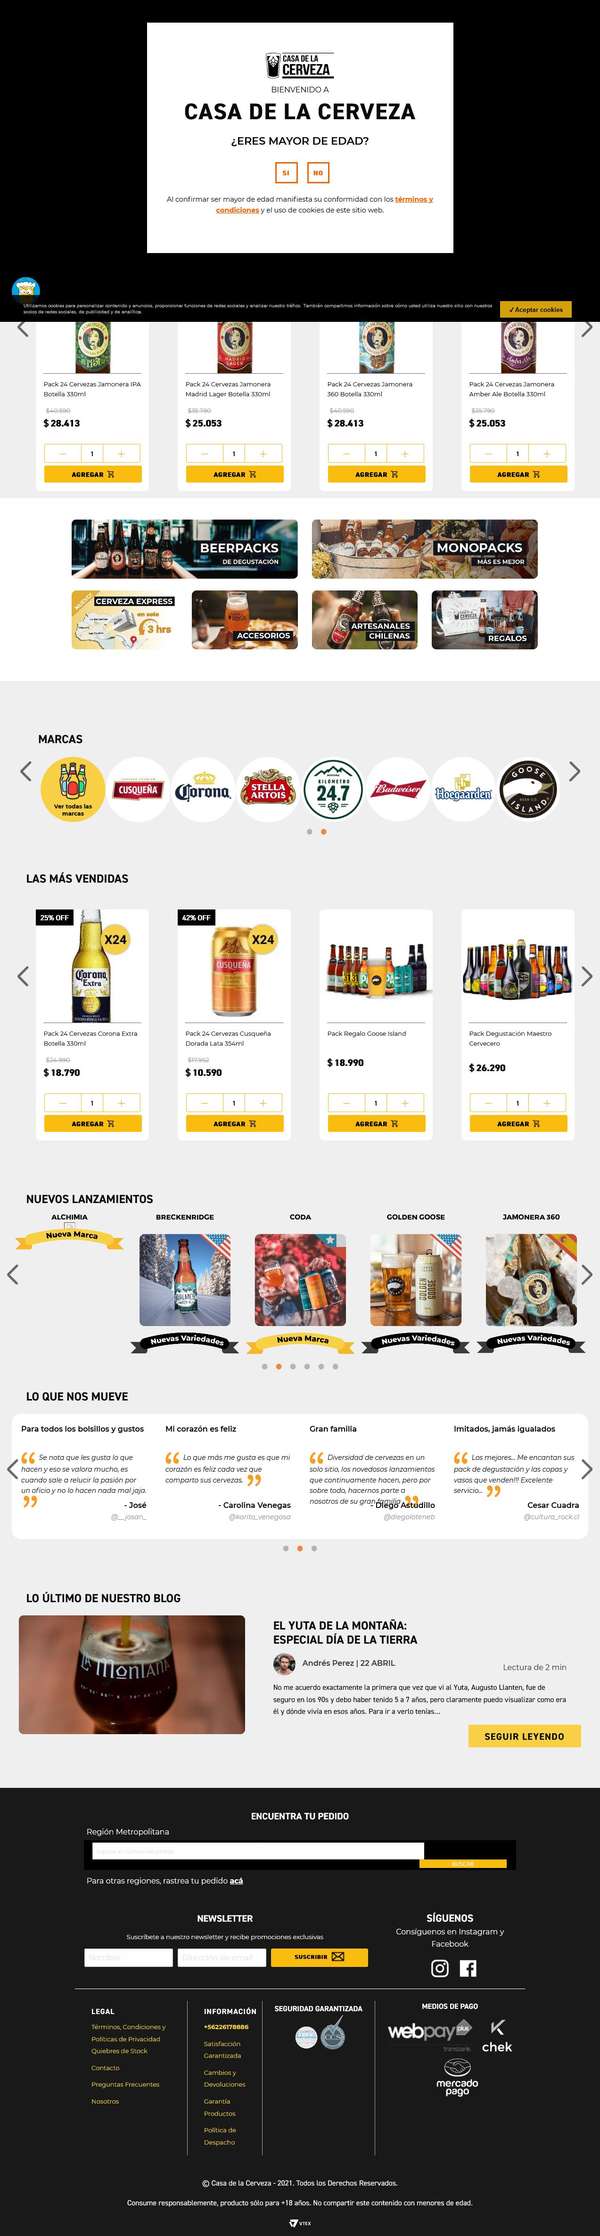 CASA DE LA
CERVEZA
BIENVENIDO A
CASA DE LA CERVEZA
¿ERES MAYOR DE EDAD?
SI NO
Al confirmar ser mayor de edad manifiesta su conformidad con los términos y
condiciones y el uso de cookies de este sitio web.
Utilizamos cookies para personalizar contenido y anuncios, proporcionar funciones de redes sociales y analizar nuestro tráfico. También compartimos información sobre cómo usted utiliza nuestro sitio con nuestros
socios de redes sociales, de publicidad y de analítica.
✓Aceptar cookies
Pack 24 Cervezas Jamonera IPA
Botella 330ml
$40.590
$ 28.413
1
AGREGAR
Pack 24 Cervezas Jamonera
Madrid Lager Botella 330ml
$35.790
$ 25.053
1
AGREGAR
Pack 24 Cervezas Jamonera
360 Botella 330ml
$40.590
$ 28.413
1
AGREGAR
Pack 24 Cervezas Jamonera
Amber Ale Botella 330ml
$35.790
$ 25.053
1
AGREGAR
BEERPACKS
DE DEGUSTACIÓN
MONOPACKS
MÁS ES MEJOR
NUEVO
CERVEZA EXPRESS
en solo
3 hrs
ACCESORIOS
ARTESANALES
CHILENAS
CASA DE LA
CERVEZA
REGALOS
MARCAS
Ver todas las
marcas
CUSQUEÑA
Corona
STELLA
ARTOIS
KILÓMETRO
24.7
Budweiser
Hoegaarden
GOOSE
ISLAND
LAS MÁS VENDIDAS
25% OFF
X24
Corona
Extra
Pack 24 Cervezas Corona Extra
Botella 330ml
$24.990
$ 18.790
1
AGREGAR
42% OFF
X24
CUSQUEÑA
Pack 24 Cervezas Cusqueña
Dorada Lata 354ml
$17.952
$ 10.590
1
AGREGAR
Pack Regalo Goose Island
$ 18.990
1
AGREGAR
Pack Degustación Maestro
Cervecero
$ 26.290
1
AGREGAR
NUEVOS LANZAMIENTOS
ALCHIMIA
Nueva Marca
BRECKENRIDGE
Nuevas Variedades
CODA
Nueva Marca
GOLDEN GOOSE
GOLDEN
GOOSE
Nuevas Variedades
JAMONERA 360
Nuevas Variedades
LO QUE NOS MUEVE
Para todos los bolsillos y gustos
Se nota que les gusta lo que
hacen y eso se valora mucho, es
cuando sale a relucir la pasión por
un oficio y no lo hacen nada mal jaja.
- José
@__josan_
Mi corazón es feliz
Lo que más me gusta es que mi
corazón es feliz cada vez que
comparto sus cervezas.
- Carolina Venegas
@karita_venegosa
Gran familia
Diversidad de cervezas en un
solo sitio, los novedosos lanzamientos
que continuamente hacen, pero por
sobre todo, hacernos parte a
nosotros de su gran familia
- Diego Astudillo
@diegoloteneb
Imitados, jamás igualados
Los mejores... Me encantan sus
pack de degustación y las copas y
vasos que venden!!! Excelente
servicio...
Cesar Cuadra
@cultura_rock.cl
LO ÚLTIMO DE NUESTRO BLOG
La Montaña
EL YUTA DE LA MONTAÑA:
ESPECIAL DÍA DE LA TIERRA
Andrés Perez | 22 ABRIL
Lectura de 2 min
No me acuerdo exactamente la primera que vez que vi al Yuta, Augusto Llanten, fue de
seguro en los 90s y debo haber tenido 5 a 7 años, pero claramente puedo visualizar como era
él y dónde vivía en esos años. Para ir a verlo tenías...
SEGUIR LEYENDO
ENCUENTRA TU PEDIDO
Región Metropolitana
BUSCAR
Para otras regiones, rastrea tu pedido acá
NEWSLETTER
Suscríbete a nuestro newsletter y recibe promociones exclusivas
Nombre
Dirección de email
SUSCRIBIR
SÍGUENOS
Consíguenos en Instagram y
Facebook
LEGAL
Términos, Condiciones y
Políticas de Privacidad
Quiebres de Stock
Contacto
Preguntas Frecuentes
Nosotros
INFORMACIÓN
+56226178886
Satisfacción
Garantizada
Cambios y
Devoluciones
Garantía
Productos
Política de
Despacho
SEGURIDAD GARANTIZADA
MEDIOS DE PAGO
webpay plus
transbank
chek
mercado
pago
© Casa de la Cerveza - 2021. Todos los Derechos Reservados.
Consume responsablemente, producto sólo para +18 años. No compartir este contenido con menores de edad.
VTEX